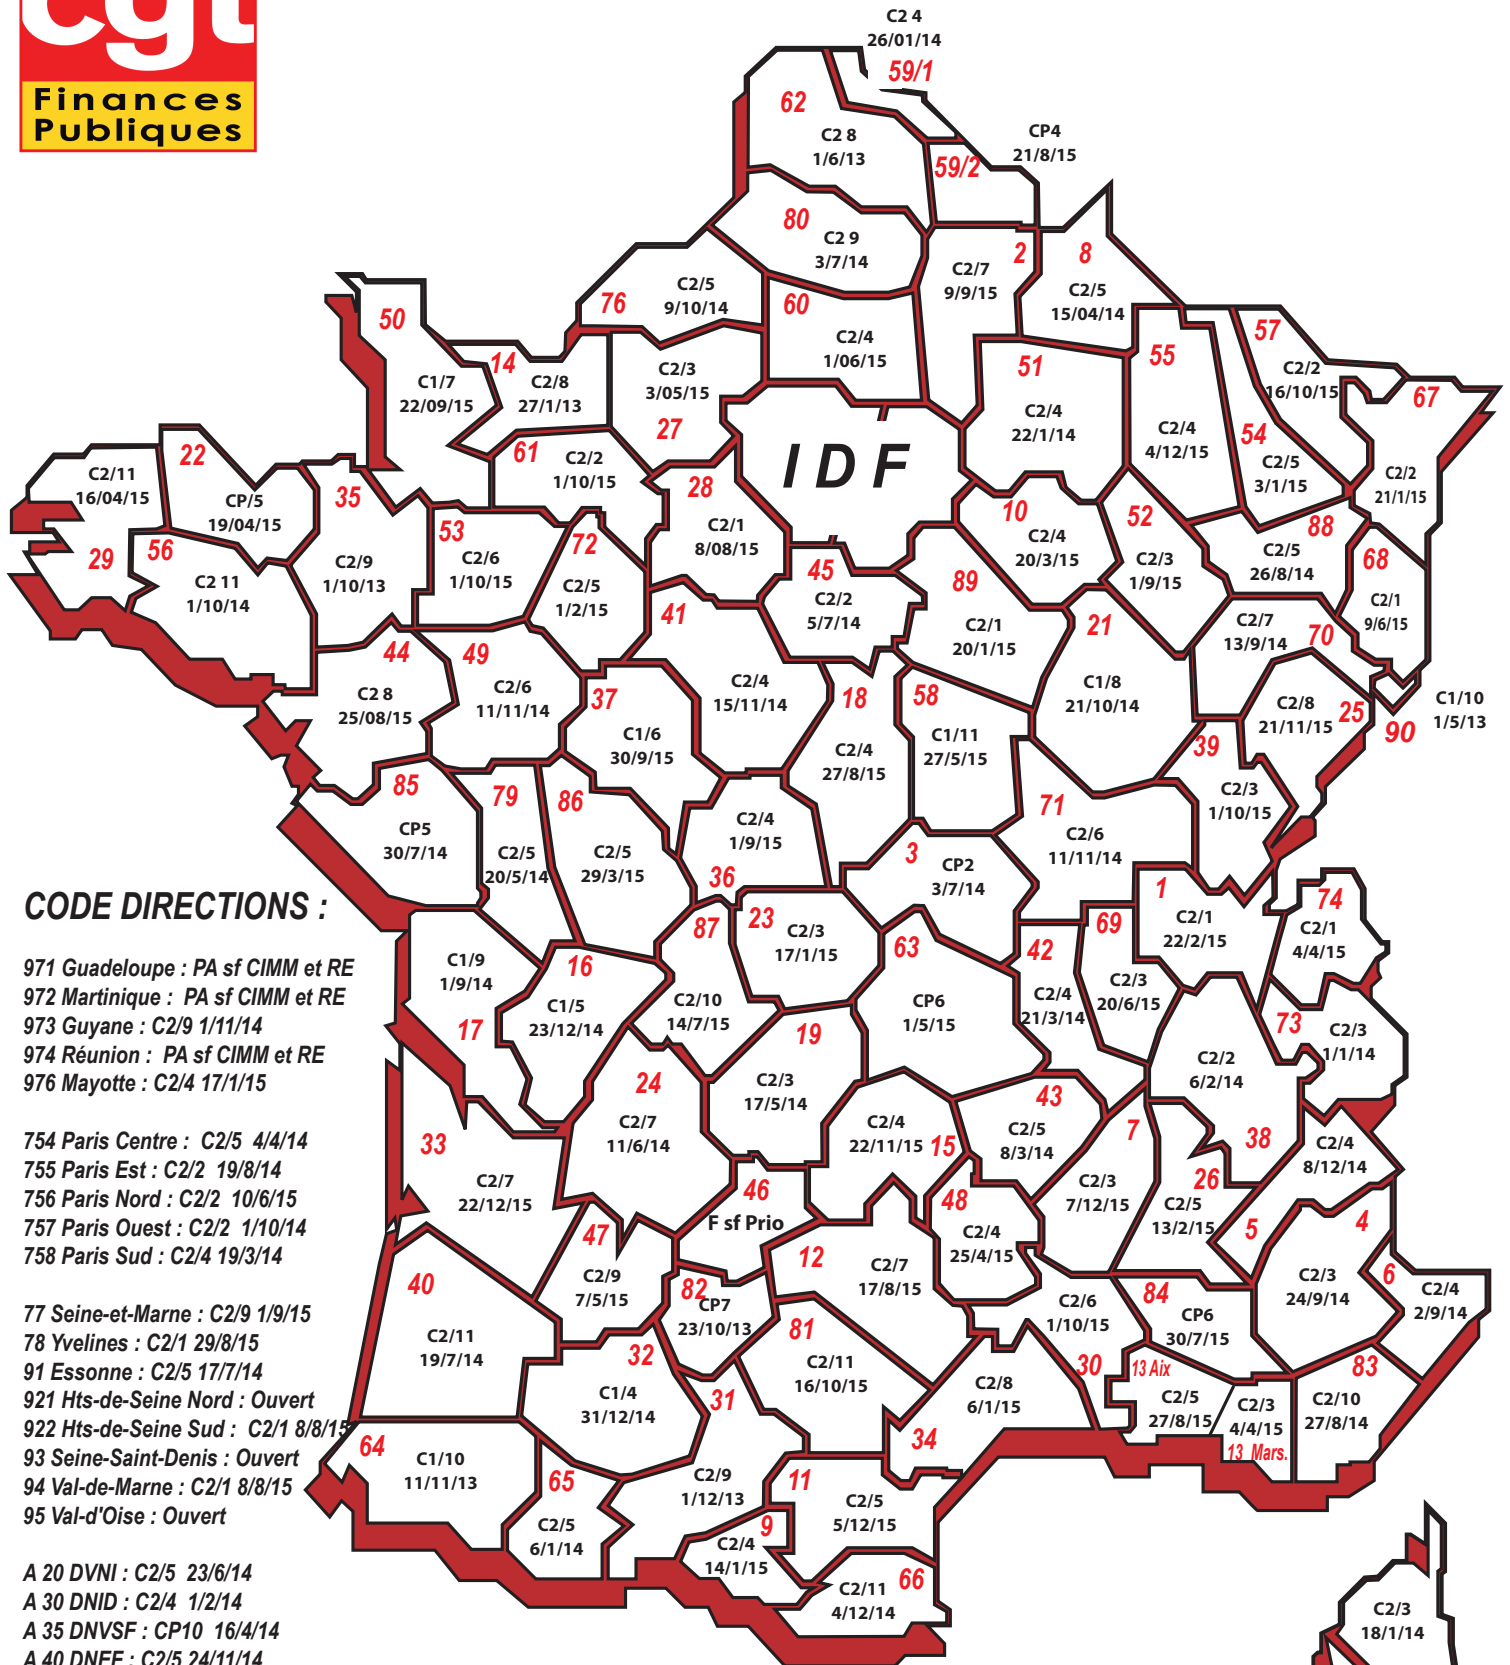 cgt
Finances
Publiques
C2 4
26/01/14
59/1
62
C2 8
1/6/13
59/2
CP4
21/8/15
80
C2 9
3/7/14
2
C2/7
9/9/15
8
C2/5
15/04/14
76
C2/5
9/10/14
60
C2/4
1/06/15
50
C1/7
22/09/15
14
C2/8
27/1/13
C2/3
3/05/15
27
51
C2/4
22/1/14
55
C2/4
4/12/15
57
C2/2
16/10/15
67
C2/2
21/1/15
54
C2/5
3/1/15
61
C2/2
1/10/15
28
C2/1
8/08/15
IDF
C2/11
16/04/15
29
22
CP/5
19/04/15
35
C2/9
1/10/13
56
C2 11
1/10/14
53
C2/6
1/10/15
72
C2/5
1/2/15
45
C2/2
5/7/14
10
C2/4
20/3/15
52
C2/3
1/9/15
88
C2/5
26/8/14
68
C2/1
9/6/15
89
C2/1
20/1/15
21
C1/8
21/10/14
C2/7
13/9/14
70
41
C2/4
15/11/14
44
C2 8
25/08/15
49
C2/6
11/11/14
37
C1/6
30/9/15
18
C2/4
27/8/15
58
C1/11
27/5/15
C2/8
21/11/15
25
C1/10
1/5/13
90
39
C2/3
1/10/15
85
CP5
30/7/14
79
C2/5
20/5/14
86
C2/5
29/3/15
C2/4
1/9/15
36
3
CP2
3/7/14
71
C2/6
11/11/14
1
C2/1
22/2/15
74
C2/1
4/4/15
C1/9
1/9/14
17
16
C1/5
23/12/14
87
C2/10
14/7/15
23
C2/3
17/1/15
63
CP6
1/5/15
42
C2/4
21/3/14
69
C2/3
20/6/15
73
C2/3
1/1/14
19
C2/3
17/5/14
24
C2/7
11/6/14
C2/2
6/2/14
38
33
C2/7
22/12/15
C2/4
22/11/15
15
43
C2/5
8/3/14
7
C2/3
7/12/15
26
C2/5
13/2/15
C2/4
8/12/14
5
46
F sf Prio
48
C2/4
25/4/15
4
C2/3
24/9/14
6
C2/4
2/9/14
47
C2/9
7/5/15
82
CP7
23/10/13
12
C2/7
17/8/15
40
C2/11
19/7/14
32
C1/4
31/12/14
81
C2/11
16/10/15
C2/6
1/10/15
30
84
CP6
30/7/15
13 Aix
C2/5
27/8/15
C2/3
4/4/15
13 Mars.
83
C2/10
27/8/14
31
C2/9
1/12/13
C2/8
6/1/15
34
64
C1/10
11/11/13
65
C2/5
6/1/14
11
C2/5
5/12/15
9
C2/4
14/1/15
66
C2/11
4/12/14
C2/3
18/1/14
CODE DIRECTIONS :
971 Guadeloupe : PA sf CIMM et RE
972 Martinique : PA sf CIMM et RE
973 Guyane : C2/9 1/11/14
974 Réunion : PA sf CIMM et RE
976 Mayotte : C2/4 17/1/15
754 Paris Centre : C2/5 4/4/14
755 Paris Est : C2/2 19/8/14
756 Paris Nord : C2/2 10/6/15
757 Paris Ouest : C2/2 1/10/14
758 Paris Sud : C2/4 19/3/14
77 Seine-et-Marne : C2/9 1/9/15
78 Yvelines : C2/1 29/8/15
91 Essonne : C2/5 17/7/14
921 Hts-de-Seine Nord : Ouvert
922 Hts-de-Seine Sud : C2/1 8/8/15
93 Seine-Saint-Denis : Ouvert
94 Val-de-Marne : C2/1 8/8/15
95 Val-d'Oise : Ouvert
A 20 DVNI : C2/5 23/6/14
A 30 DNID : C2/4 1/2/14
A 35 DNVSF : CP10 16/4/14
A 40 DNEF : C2/5 24/11/14